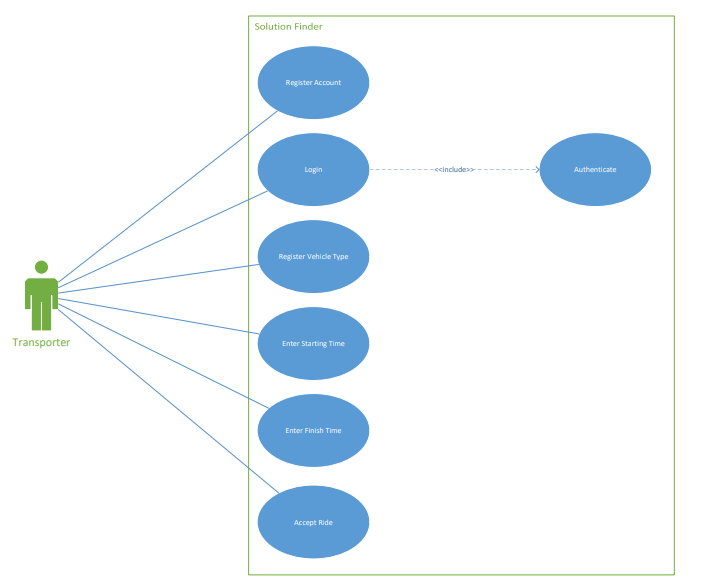 Solution Finder
Register Account
Login
<<include>>
Authenticate
Register Vehicle Type
Transporter
Enter Starting Time
Enter Finish Time
Accept Ride